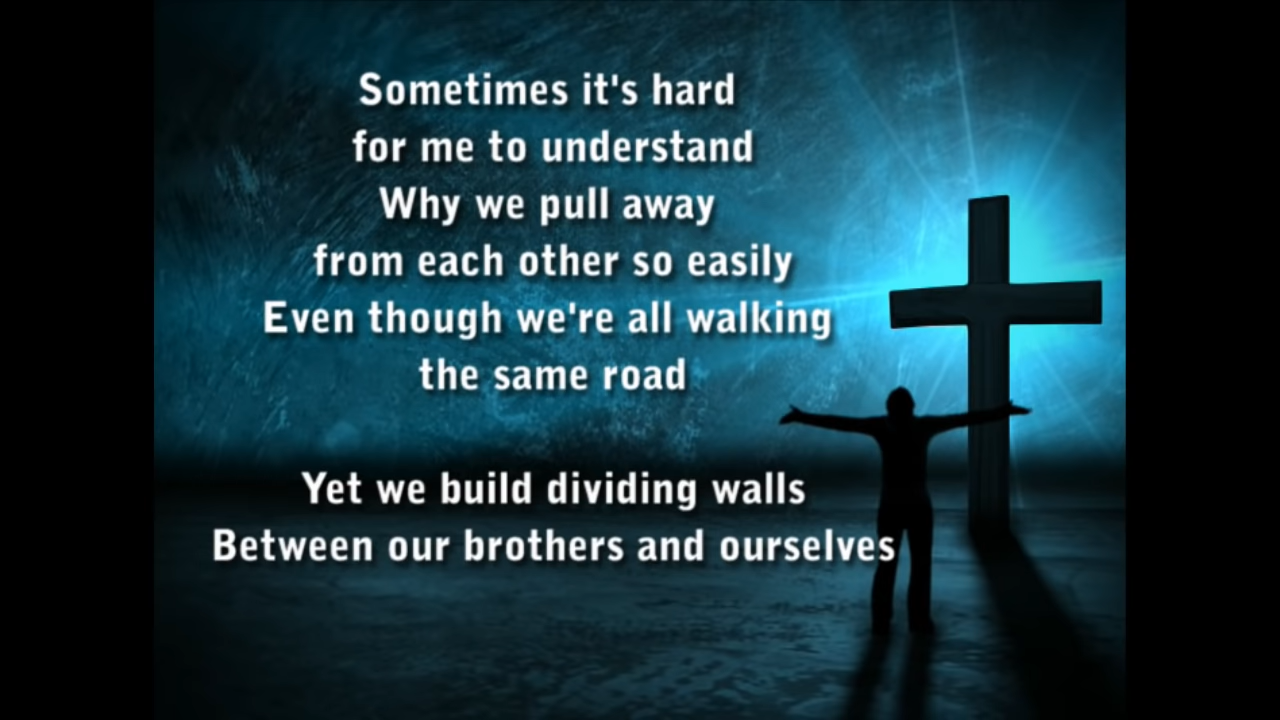 Sometimes it's hard
for me to understand
Why we pull away
from each other so easily
Even though we're all walking
the same road
Yet we build dividing walls
Between our brothers and ourselves